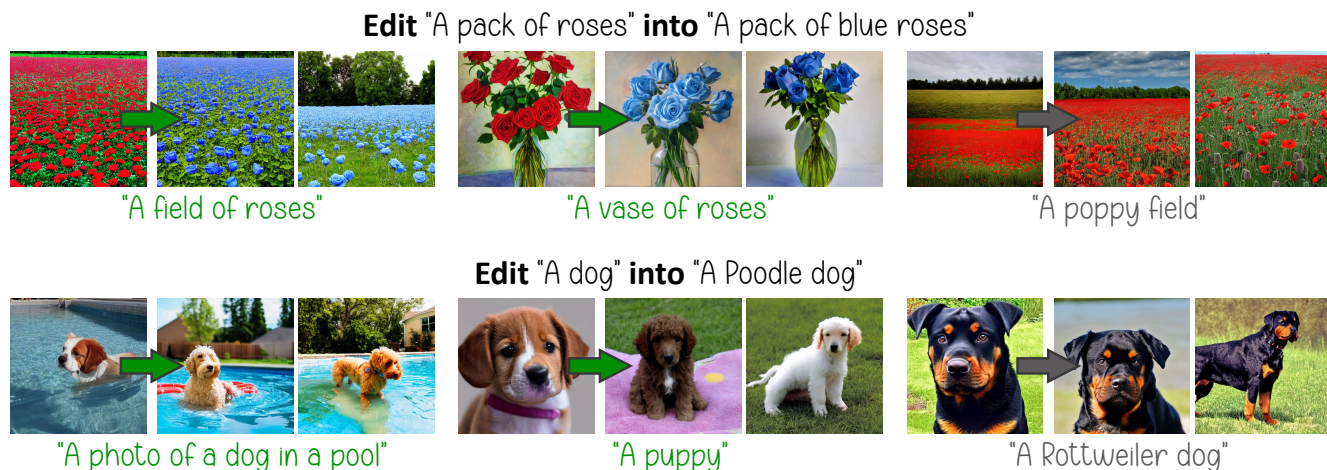 Edit "A pack of roses" into "A pack of blue roses"
"A field of roses"
"A vase of roses"
"A poppy field"
Edit "A dog" into "A Poodle dog"
"A photo of a dog in a pool"
"A puppy"
"A Rottweiler dog"